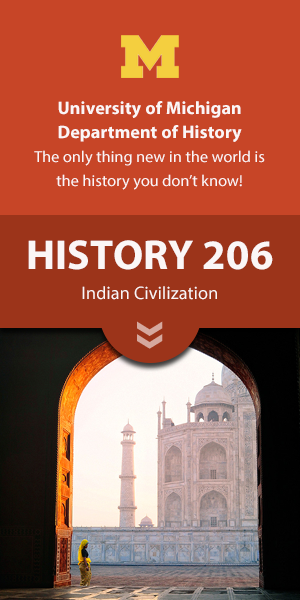 M
University of Michigan
Department of History
The only thing new in the world is
the history you don't know!
HISTORY 206
Indian Civilization